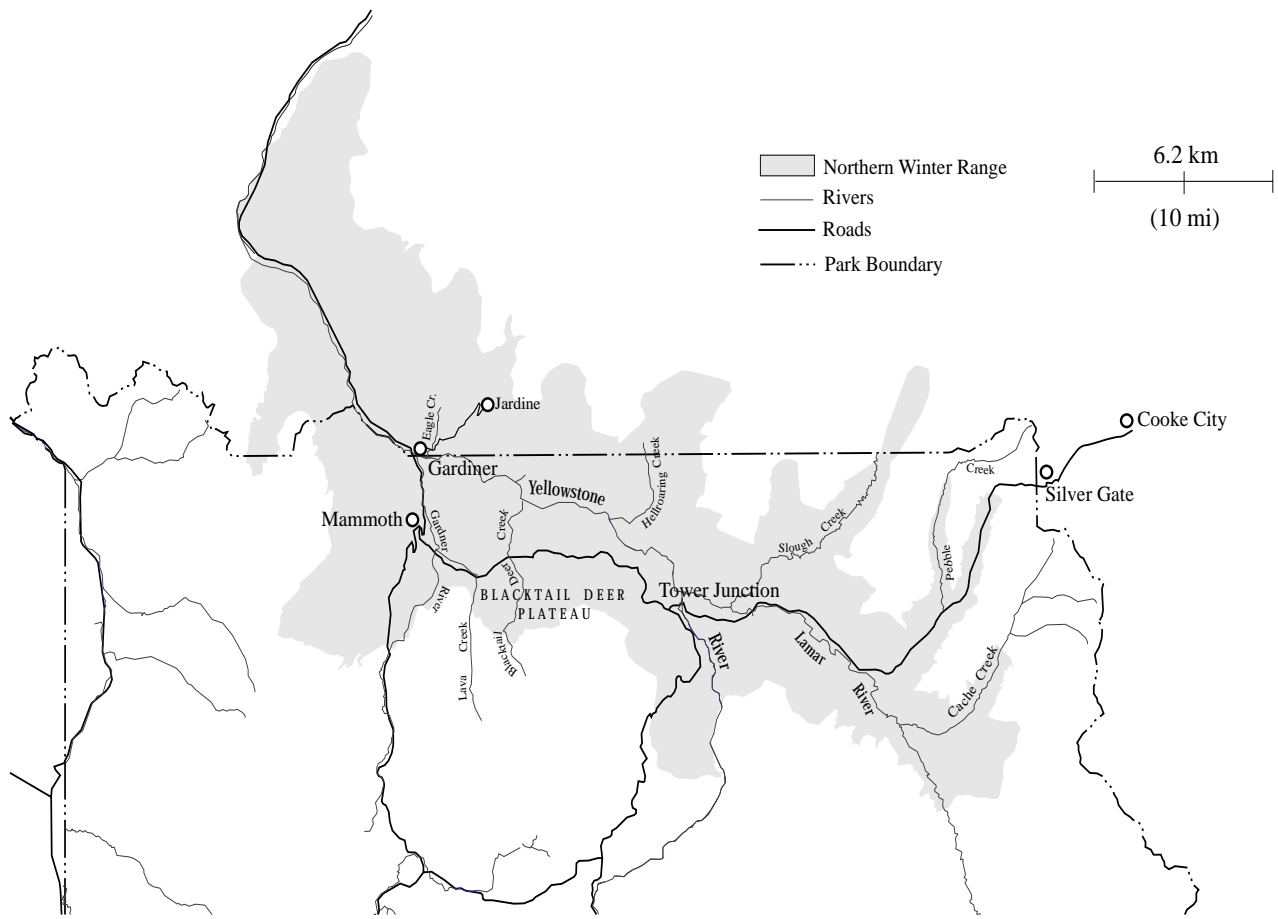 6.2 km
(10 mi)
Northern Winter Range
Rivers
Roads
Park Boundary
Eagle Cr.
Jardine
Cooke City
Gardiner
Creek
Silver Gate
Yellowstone
Hellroaring Creek
Mammoth
Gardner
River
Creek
Deer
Blacktail
Slough Creek
Pebble
BLACKTAIL DEER
PLATEAU
Tower Junction
Lava Creek
River
Lamar
River
Cache Creek